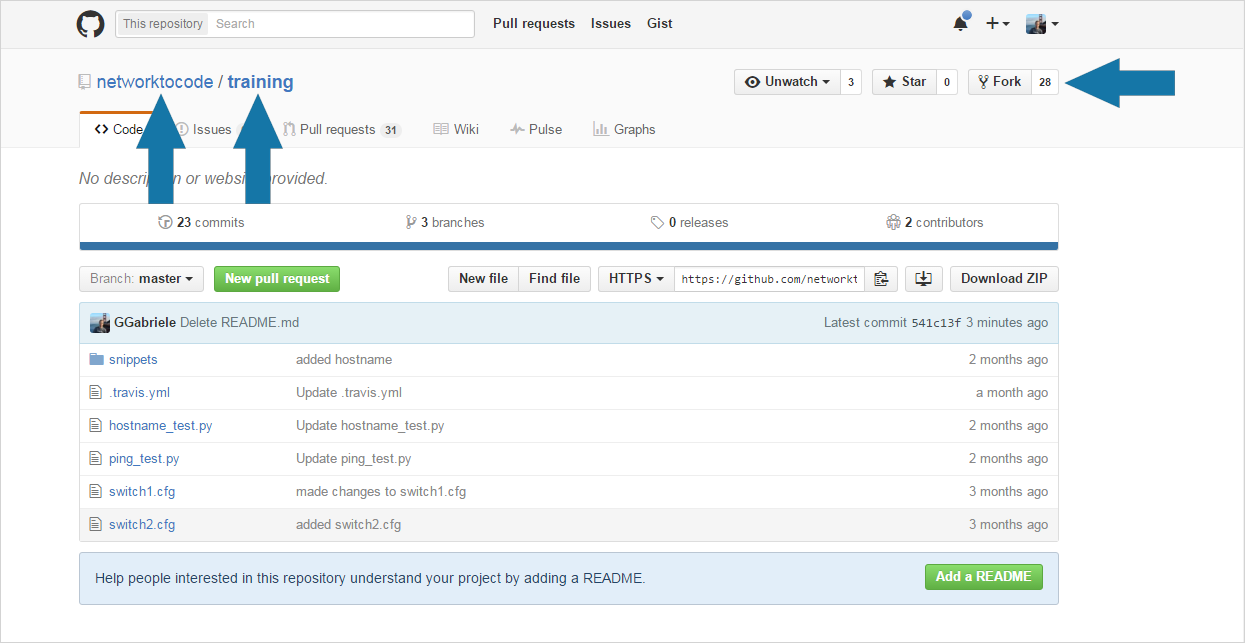 This repository Search Pull requests Issues Gist
networktocode / training Unwatch 3 Star 0 Fork 28
Code Issues Pull requests 31 Wiki Pulse Graphs
No provided.
23 commits 3 branches 0 releases 2 contributors
Branch: master New pull request New file Find file HTTPS https://github.com/networkt Download ZIP
GGabriele Delete README.md Latest commit 541c13f 3 minutes ago
snippets added hostname 2 months ago
.travis.yml Update .travis.yml a month ago
hostname_test.py Update hostname_test.py 2 months ago
ping_test.py Update ping_test.py 2 months ago
switch1.cfg made changes to switch1.cfg 3 months ago
switch2.cfg added switch2.cfg 3 months ago
Help people interested in this repository understand your project by adding a README. Add a README